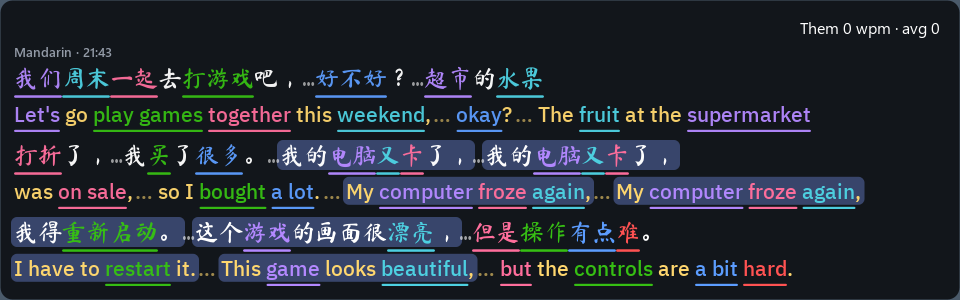 Them 0 wpm · avg 0
Mandarin · 21:43
我们周末一起去打游戏吧，…好不好？…超市的水果
Let's go play games together this weekend,… okay?… The fruit at the supermarket
打折了，…我买了很多。…我的电脑又卡了，…我的电脑又卡了，
was on sale,… so I bought a lot.… My computer froze again,… My computer froze again,
我得重新启动。…这个游戏的画面很漂亮，…但是操作有点难。
I have to restart it.… This game looks beautiful,… but the controls are a bit hard.